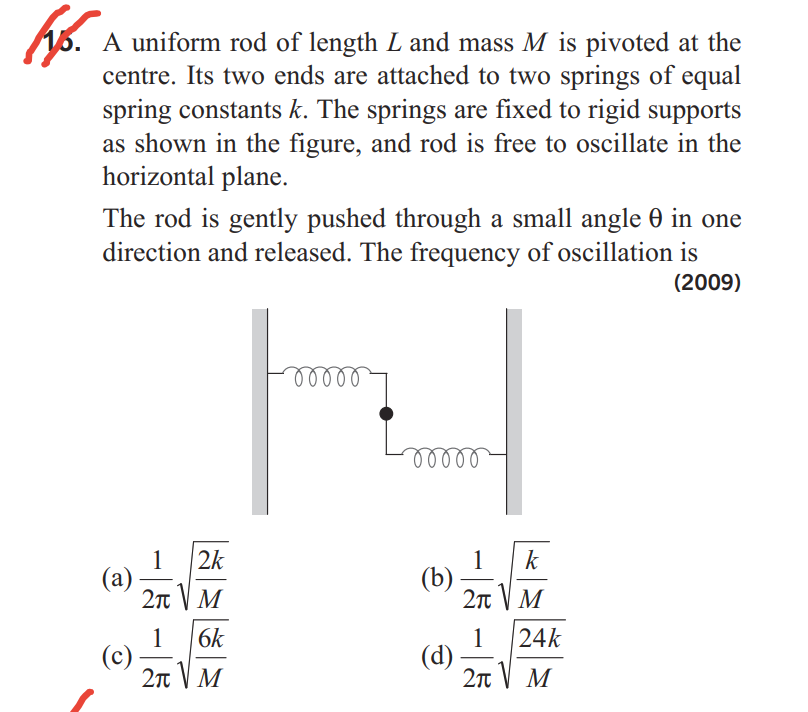 15. A uniform rod of length L and mass M is pivoted at the
centre. Its two ends are attached to two springs of equal
spring constants k. The springs are fixed to rigid supports
as shown in the figure, and rod is free to oscillate in the
horizontal plane.
The rod is gently pushed through a small angle θ in one
direction and released. The frequency of oscillation is
(2009)
(a) 1/2π √(2k/M) (b) 1/2π √(k/M)
(c) 1/2π √(6k/M) (d) 1/2π √(24k/M)